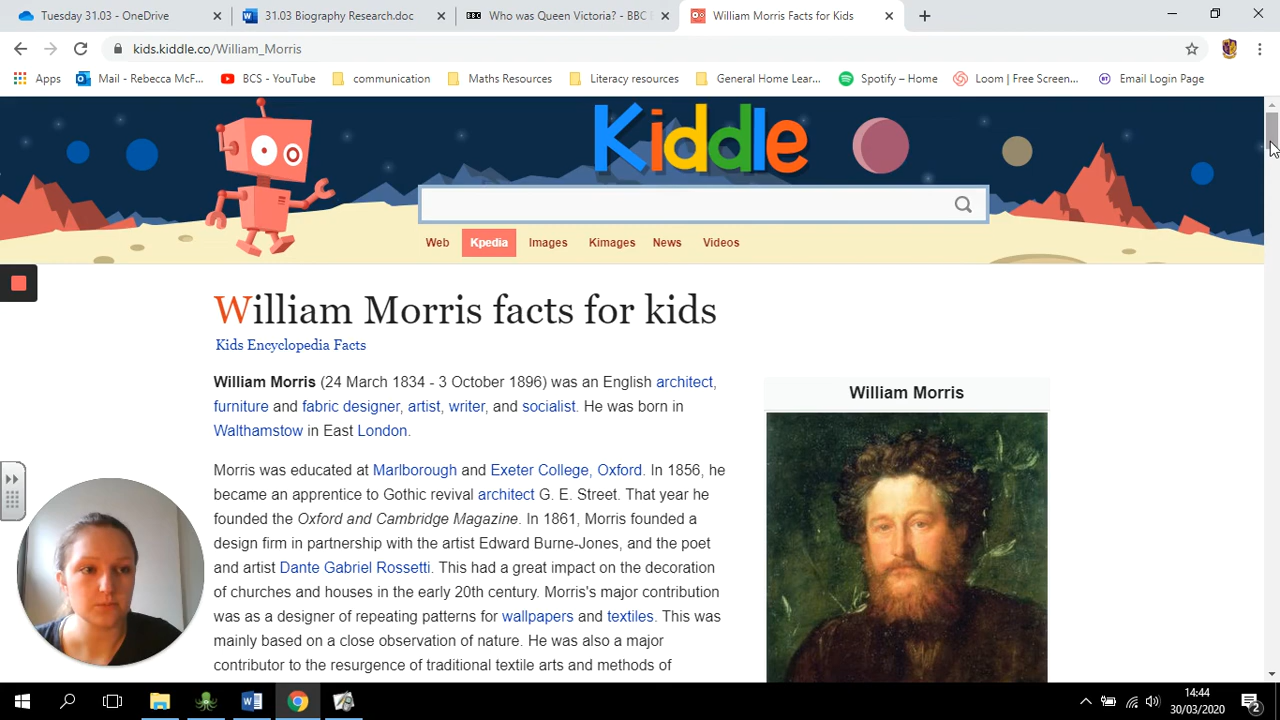 Tuesday 31.03 - OneDrive
31.03 Biography Research.doc
BBC Who was Queen Victoria? - BBC
William Morris Facts for Kids
kids.kiddle.co/William_Morris
Apps
Mail - Rebecca McF...
BCS - YouTube
communication
Maths Resources
Literacy resources
General Home Lear...
Spotify – Home
Loom | Free Screen...
Email Login Page
Kiddle
Web Kpedia Images Kimages News Videos
William Morris facts for kids
Kids Encyclopedia Facts
William Morris (24 March 1834 - 3 October 1896) was an English architect,
furniture and fabric designer, artist, writer, and socialist. He was born in
Walthamstow in East London.
Morris was educated at Marlborough and Exeter College, Oxford. In 1856, he
became an apprentice to Gothic revival architect G. E. Street. That year he
founded the Oxford and Cambridge Magazine. In 1861, Morris founded a
design firm in partnership with the artist Edward Burne-Jones, and the poet
and artist Dante Gabriel Rossetti. This had a great impact on the decoration
of churches and houses in the early 20th century. Morris's major contribution
was as a designer of repeating patterns for wallpapers and textiles. This was
mainly based on a close observation of nature. He was also a major
contributor to the resurgence of traditional textile arts and methods of
William Morris
14:44
30/03/2020
2